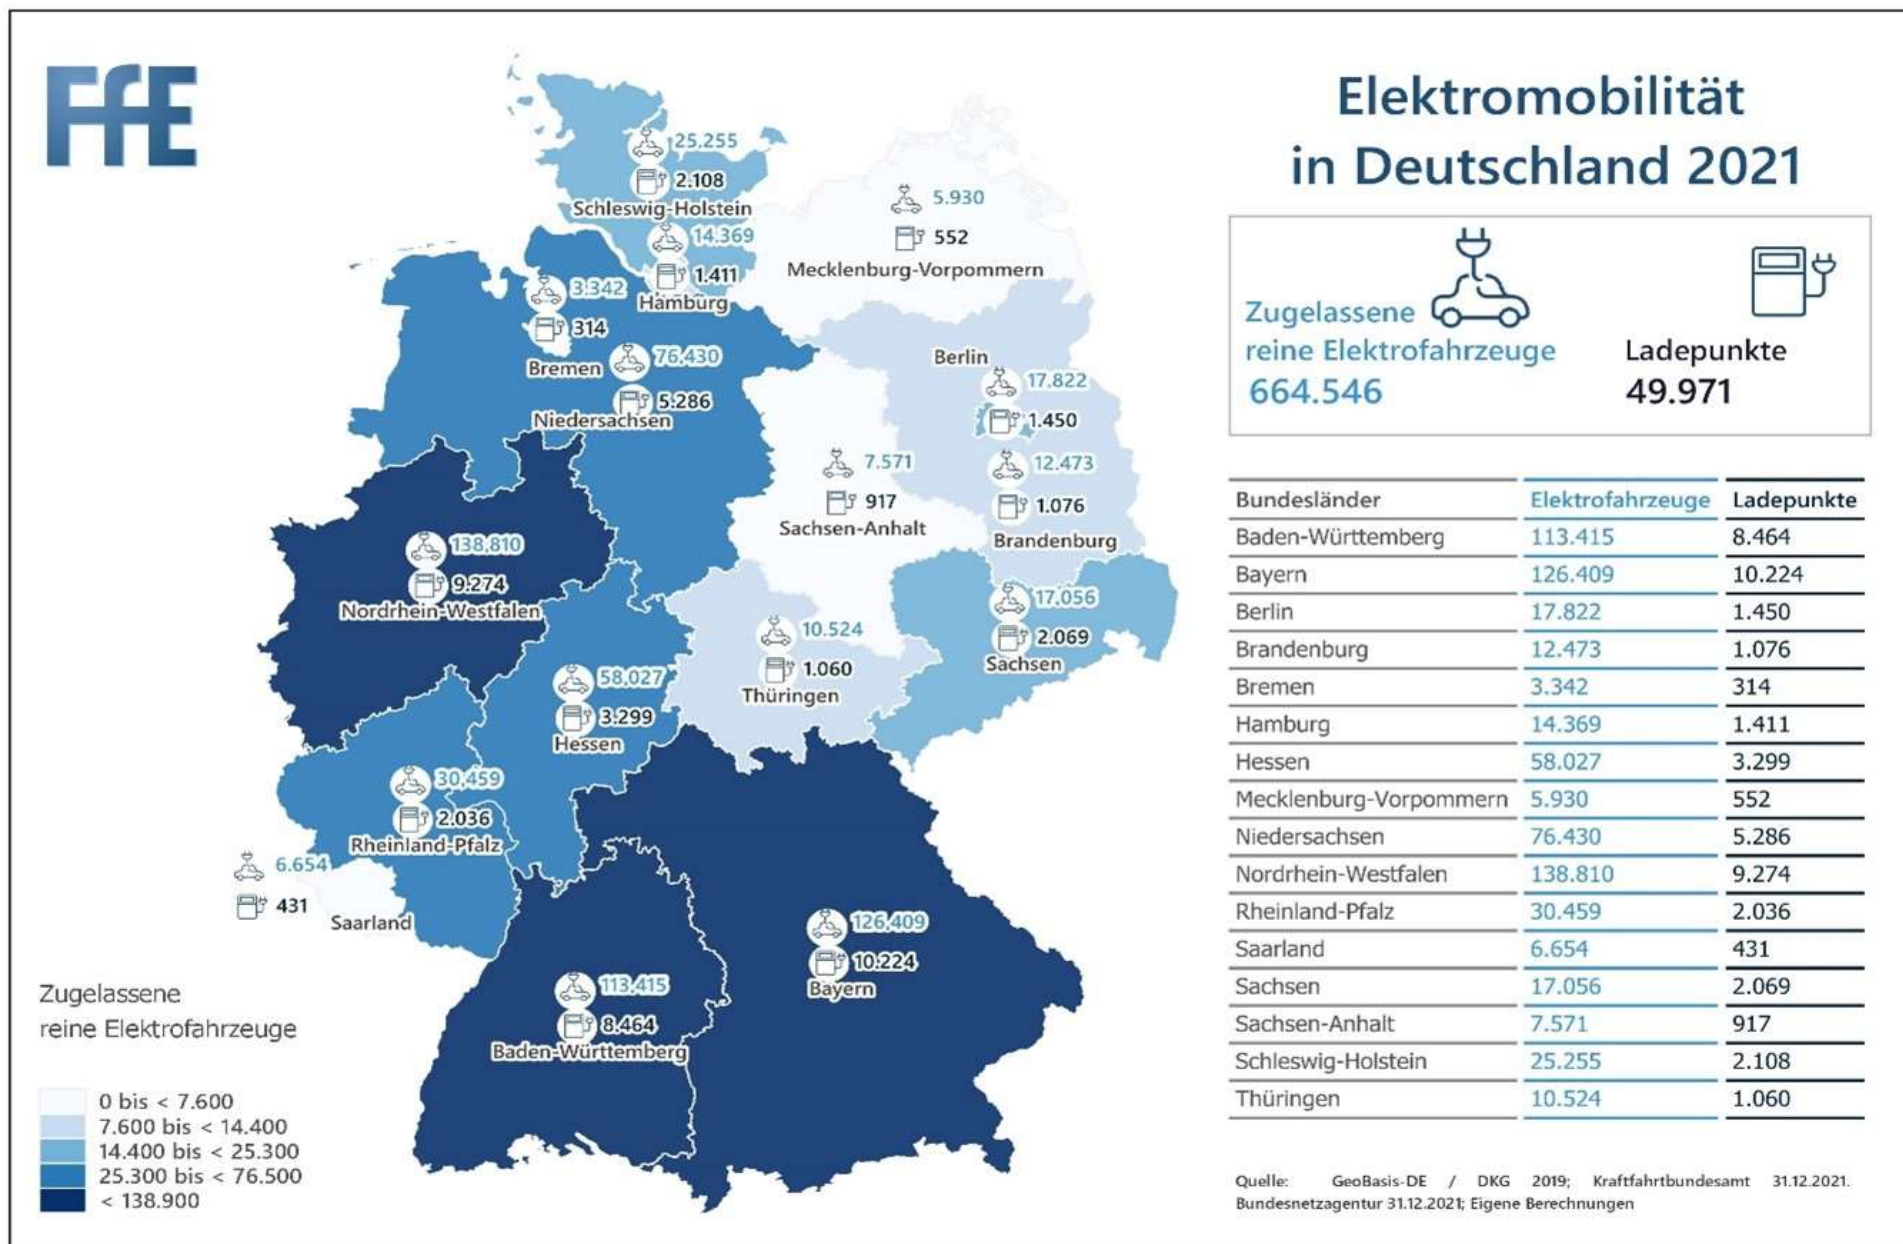 FfE
Elektromobilität
in Deutschland 2021
Zugelassene
reine Elektrofahrzeuge
664.546
Ladepunkte
49.971
25.255
2.108
Schleswig-Holstein
14.369
1.411
Hamburg
5.930
552
Mecklenburg-Vorpommern
3.342
314
Bremen
76.430
5.286
Niedersachsen
Berlin
17.822
1.450
12.473
1.076
Brandenburg
7.571
917
Sachsen-Anhalt
138.810
9.274
Nordrhein-Westfalen
17.056
2.069
Sachsen
10.524
1.060
Thüringen
58.027
3.299
Hessen
30.459
2.036
Rheinland-Pfalz
6.654
431
Saarland
126.409
10.224
Bayern
113.415
8.464
Baden-Württemberg
Zugelassene
reine Elektrofahrzeuge
0 bis < 7.600
7.600 bis < 14.400
14.400 bis < 25.300
25.300 bis < 76.500
< 138.900
Bundesländer Elektrofahrzeuge Ladepunkte
Baden-Württemberg 113.415 8.464
Bayern 126.409 10.224
Berlin 17.822 1.450
Brandenburg 12.473 1.076
Bremen 3.342 314
Hamburg 14.369 1.411
Hessen 58.027 3.299
Mecklenburg-Vorpommern 5.930 552
Niedersachsen 76.430 5.286
Nordrhein-Westfalen 138.810 9.274
Rheinland-Pfalz 30.459 2.036
Saarland 6.654 431
Sachsen 17.056 2.069
Sachsen-Anhalt 7.571 917
Schleswig-Holstein 25.255 2.108
Thüringen 10.524 1.060
Quelle: GeoBasis-DE / DKG 2019; Kraftfahrtbundesamt 31.12.2021.
Bundesnetzagentur 31.12.2021; Eigene Berechnungen